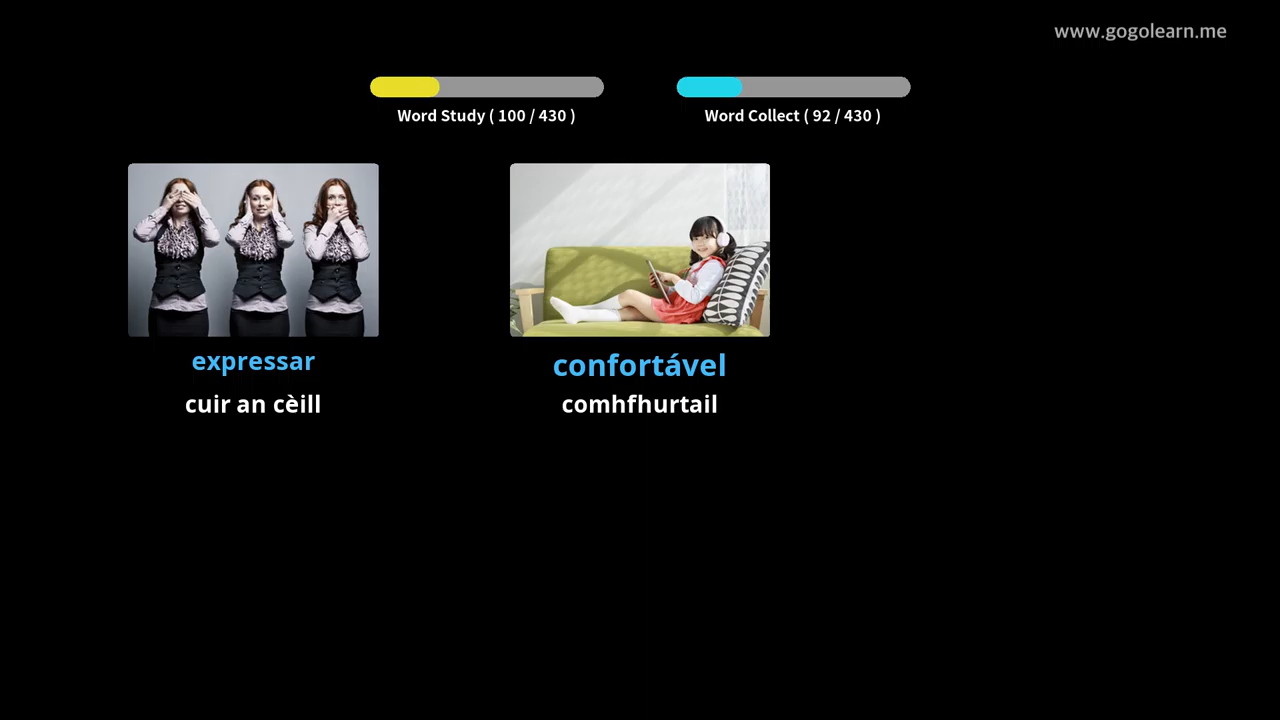 www.gogolearn.me
Word Study ( 100 / 430 )
Word Collect ( 92 / 430 )
expressar
cuir an cèill
confortável
comhfhurtail